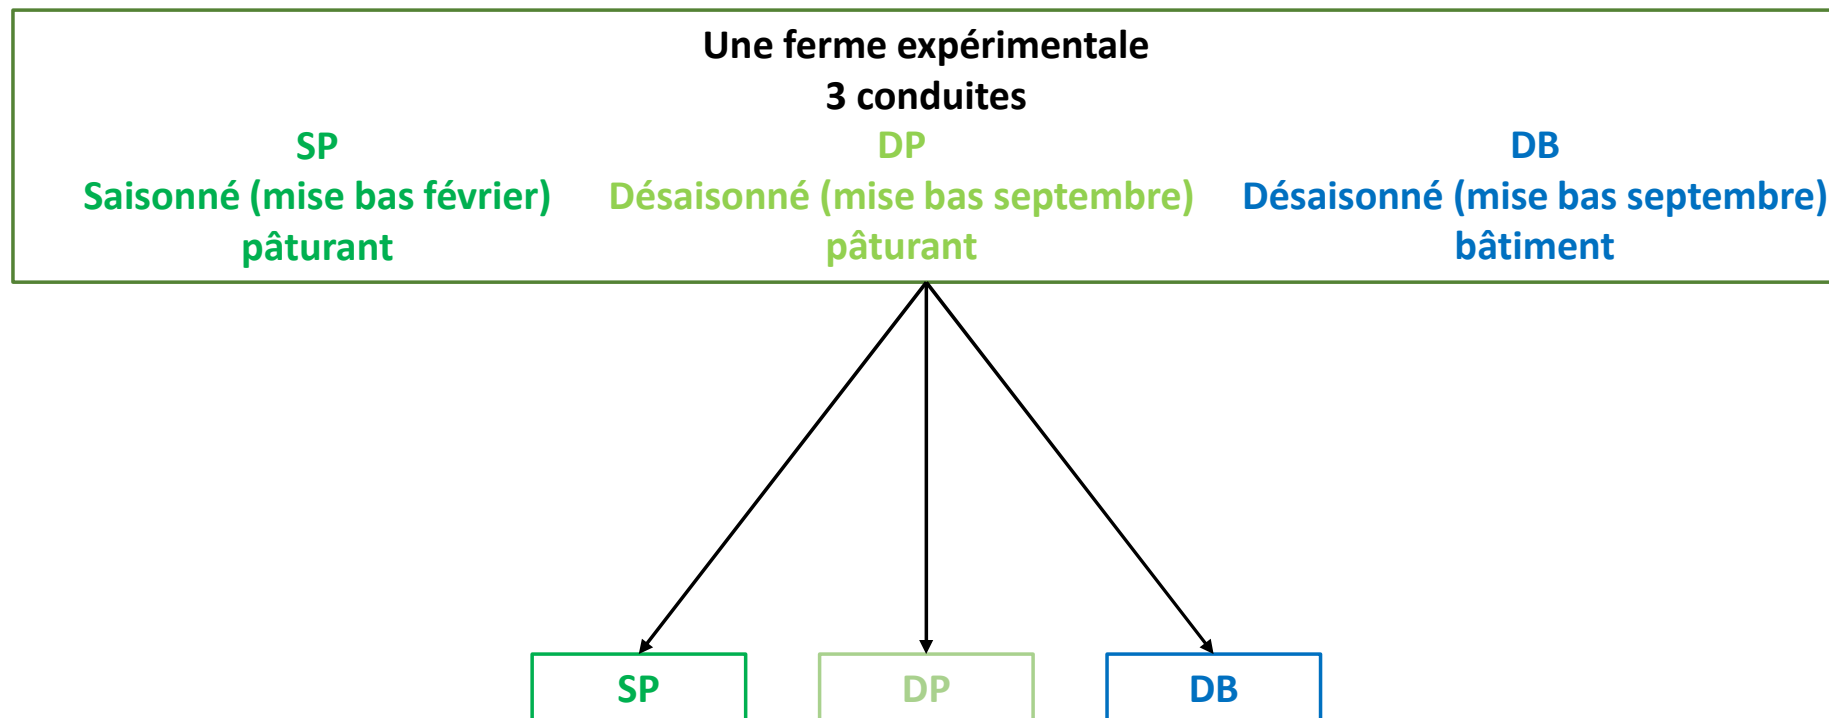 Une ferme expérimentale
3 conduites
SP
Saisonné (mise bas février)
pâturant
DP
Désaisonné (mise bas septembre)
pâturant
DB
Désaisonné (mise bas septembre)
bâtiment
SP
DP
DB